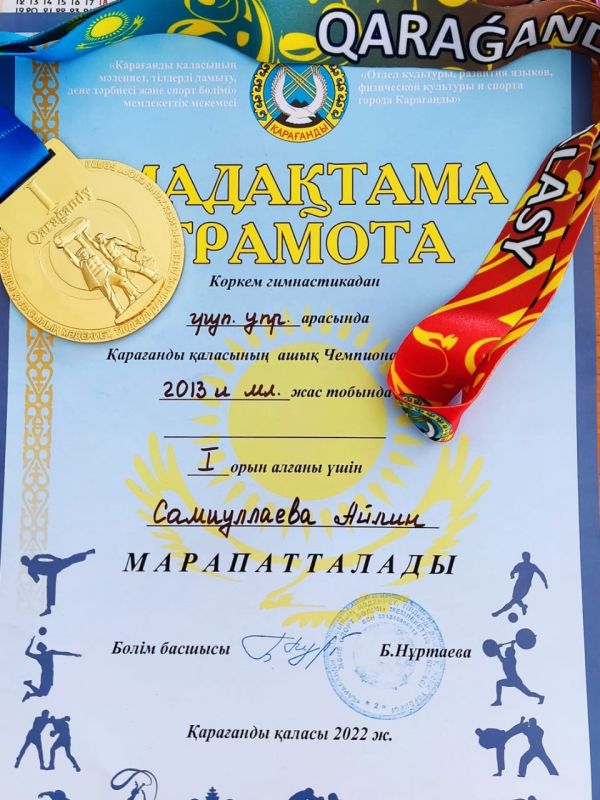 QARAǴAND
LASY
«Қарағанды қаласының
мәдениет, тілдерді дамыту,
дене тәрбиесі және спорт бөлімі»
мемлекеттік мекемесі
«Отдел культуры, развития языков,
физической культуры и спорта
города Караганды»
ҚАРАҒАНДЫ
I
Qaraǵandy
МАДАҚТАМА
ГРАМОТА
Көркем гимнастикадан
груп. упр. арасында
Қарағанды қаласының ашық Чемпиона
2013 и мл. жас тобында
I орын алғаны үшін
Самиуллаева Айлин
МАРАПАТТАЛАДЫ
Бөлім басшысы Б.Нұртаева
Қарағанды қаласы 2022 ж.